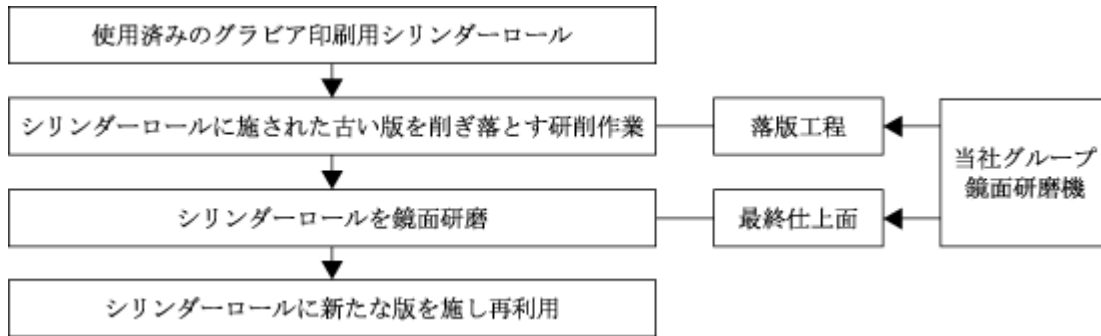 使用済みのグラビア印刷用シリンダーロール
シリンダーロールに施された古い版を削ぎ落とす研削作業
落版工程
当社グループ
鏡面研磨機
シリンダーロールを鏡面研磨
最終仕上面
シリンダーロールに新たな版を施し再利用